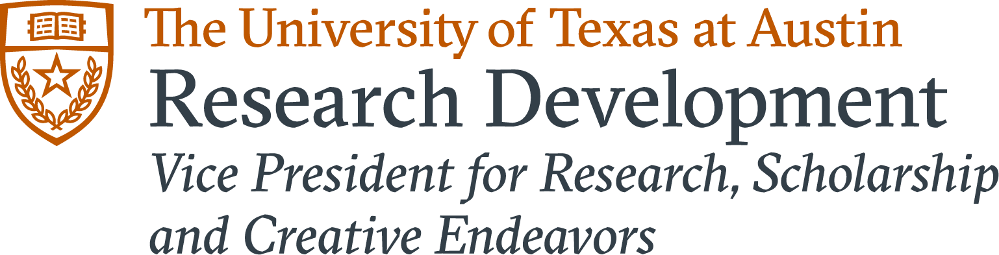 The University of Texas at Austin
Research Development
Vice President for Research, Scholarship
and Creative Endeavors